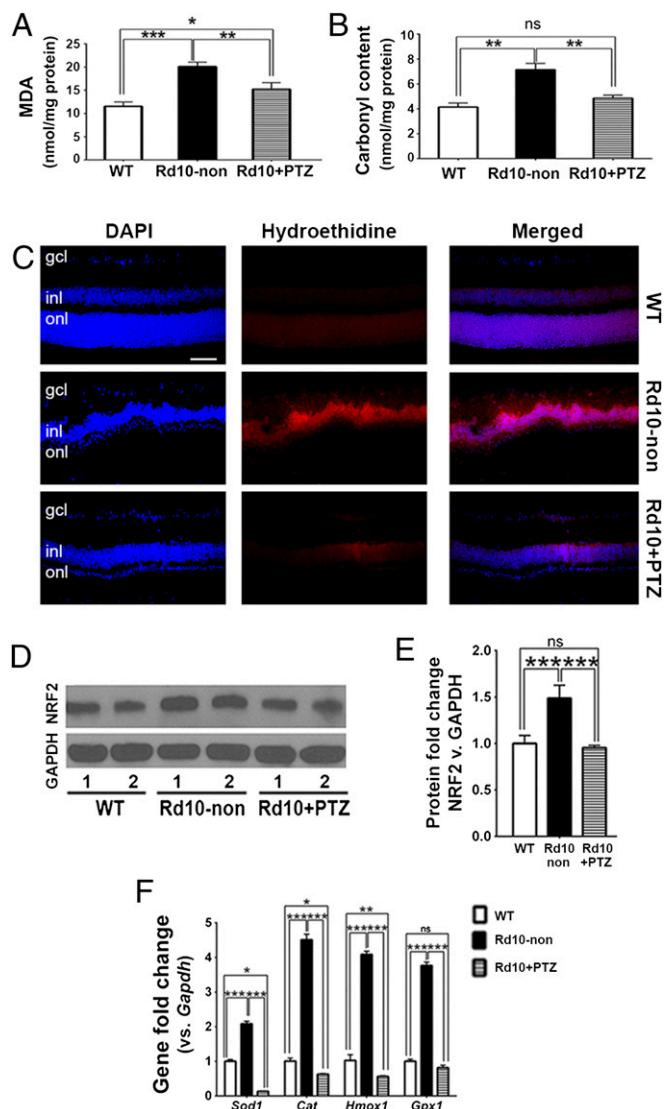 A
MDA
(nmol/mg protein)
25
20
15
10
5
0
*
***
**
WT
Rd10-non
Rd10+PTZ
B
Carbonyl content
(nmol/mg protein)
10
8
6
4
2
0
ns
**
**
WT
Rd10-non
Rd10+PTZ
C
DAPI
Hydroethidine
Merged
gcl
inl
onl
WT
gcl
inl
onl
Rd10-non
gcl
inl
onl
Rd10+PTZ
D
NRF2
GAPDH
1 2 1 2 1 2
WT Rd10-non Rd10+PTZ
E
Protein fold change
NRF2 v. GAPDH
2.0
1.5
1.0
0.5
0.0
ns
******
WT
Rd10
non
Rd10
+PTZ
F
Gene fold change
(vs. Gapdh)
5
4
2
1
0
*
******
*
******
**
******
ns
******
Sod1 Cat Hmox1 Gpx1
WT
Rd10-non
Rd10+PTZ